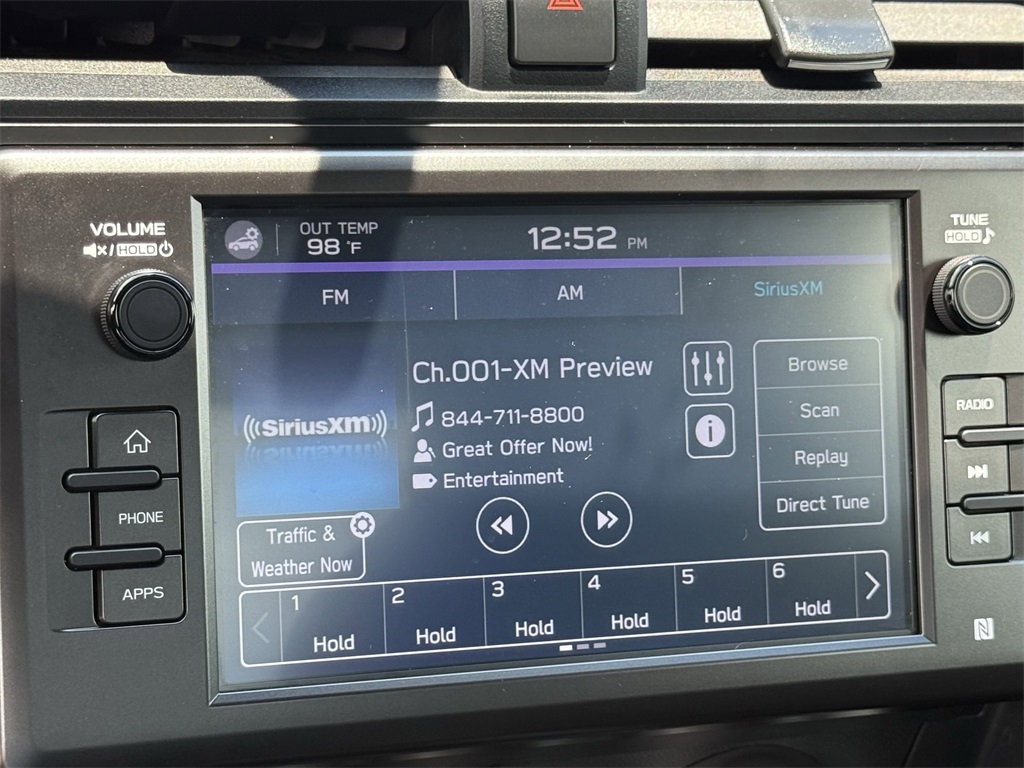 VOLUME
/HOLD
TUNE
HOLD
OUT TEMP
98 °F
12:52 PM
FM
AM
SiriusXM
Ch.001-XM Preview
844-711-8800
Great Offer Now!
Entertainment
((SiriusXM))
Browse
Scan
Replay
Direct Tune
Traffic &
Weather Now
1
Hold
2
Hold
3
Hold
4
Hold
5
Hold
6
Hold
PHONE
APPS
RADIO